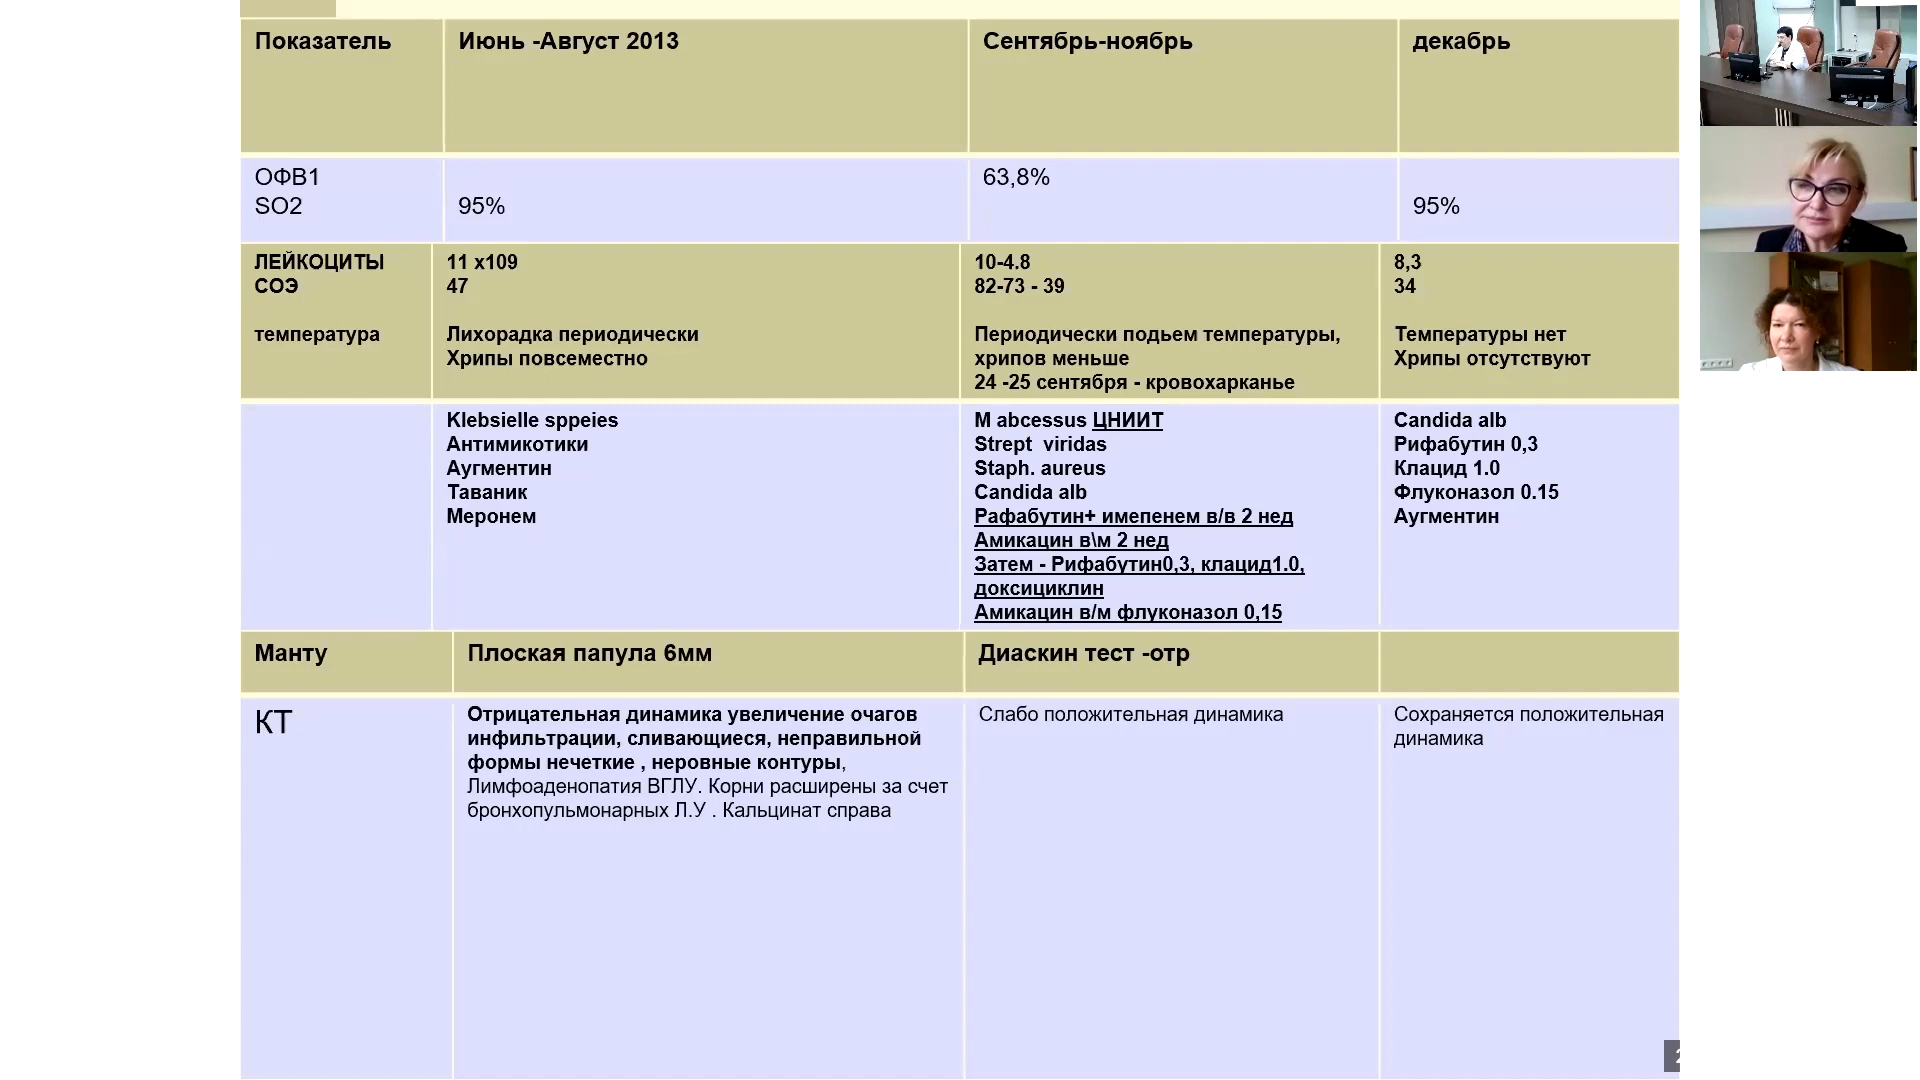 Показатель
Июнь -Август 2013
Сентябрь-ноябрь
декабрь
ОФВ1
SO2
95%
63,8%
95%
ЛЕЙКОЦИТЫ
СОЭ
температура
11 х109
47
Лихорадка периодически
Хрипы повсеместно
10-4.8
82-73 - 39
Периодически подьем температуры,
хрипов меньше
24 -25 сентября - кровохарканье
8,3
34
Температуры нет
Хрипы отсутствуют
Klebsielle sppeies
Антимикотики
Аугментин
Таваник
Меронем
M abcessus ЦНИИТ
Strept viridas
Staph. aureus
Candida alb
Рафабутин+ имепенем в/в 2 нед
Амикацин в\м 2 нед
Затем - Рифабутин0,3, клацид1.0,
доксициклин
Амикацин в/м флуконазол 0,15
Candida alb
Рифабутин 0,3
Клацид 1.0
Флуконазол 0.15
Аугментин
Манту
Плоская папула 6мм
Диаскин тест -отр
КТ
Отрицательная динамика увеличение очагов
инфильтрации, сливающиеся, неправильной
формы нечеткие , неровные контуры,
Лимфоаденопатия ВГЛУ. Корни расширены за счет
бронхопульмонарных Л.У . Кальцинат справа
Слабо положительная динамика
Сохраняется положительная
динамика